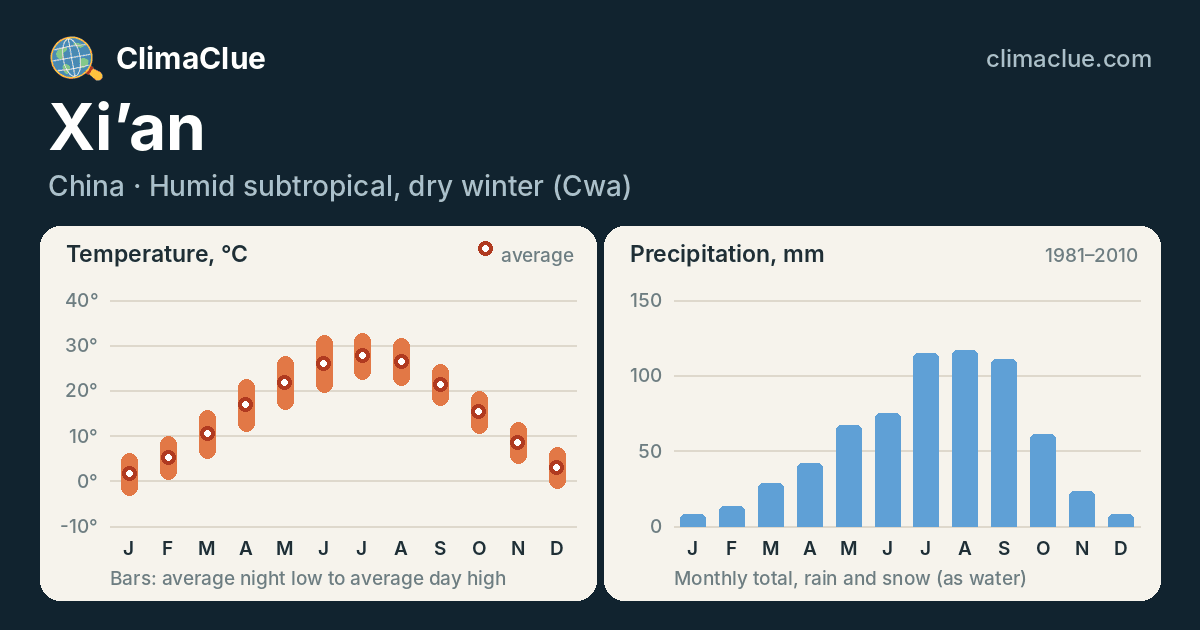 ClimaClue
climaclue.com
Xi’an
China · Humid subtropical, dry winter (Cwa)
Temperature, °C
average
40°
30°
20°
10°
0°
-10°
J F M A M J J A S O N D
Bars: average night low to average day high
Precipitation, mm
1981–2010
150
100
50
0
J F M A M J J A S O N D
Monthly total, rain and snow (as water)